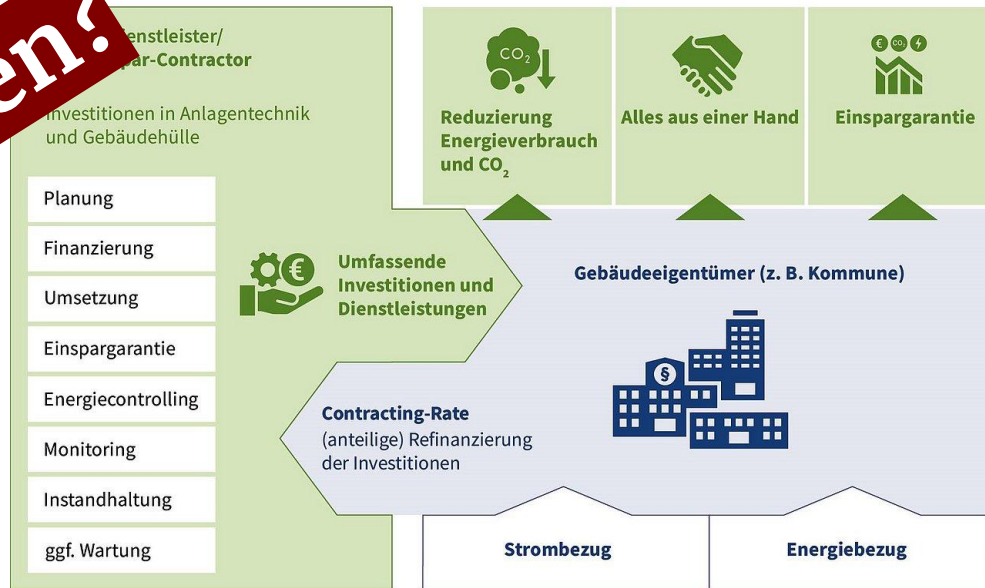 en?
enstleister/
par-Contractor
Investitionen in Anlagentechnik
und Gebäudehülle
Planung
Finanzierung
Umsetzung
Einspargarantie
Energiecontrolling
Monitoring
Instandhaltung
ggf. Wartung
Umfassende
Investitionen und
Dienstleistungen
Contracting-Rate
(anteilige) Refinanzierung
der Investitionen
CO₂
Reduzierung
Energieverbrauch
und CO₂
Alles aus einer Hand
€ CO₂
Einspargarantie
Gebäudeeigentümer (z. B. Kommune)
€
§
Strombezug
Energiebezug